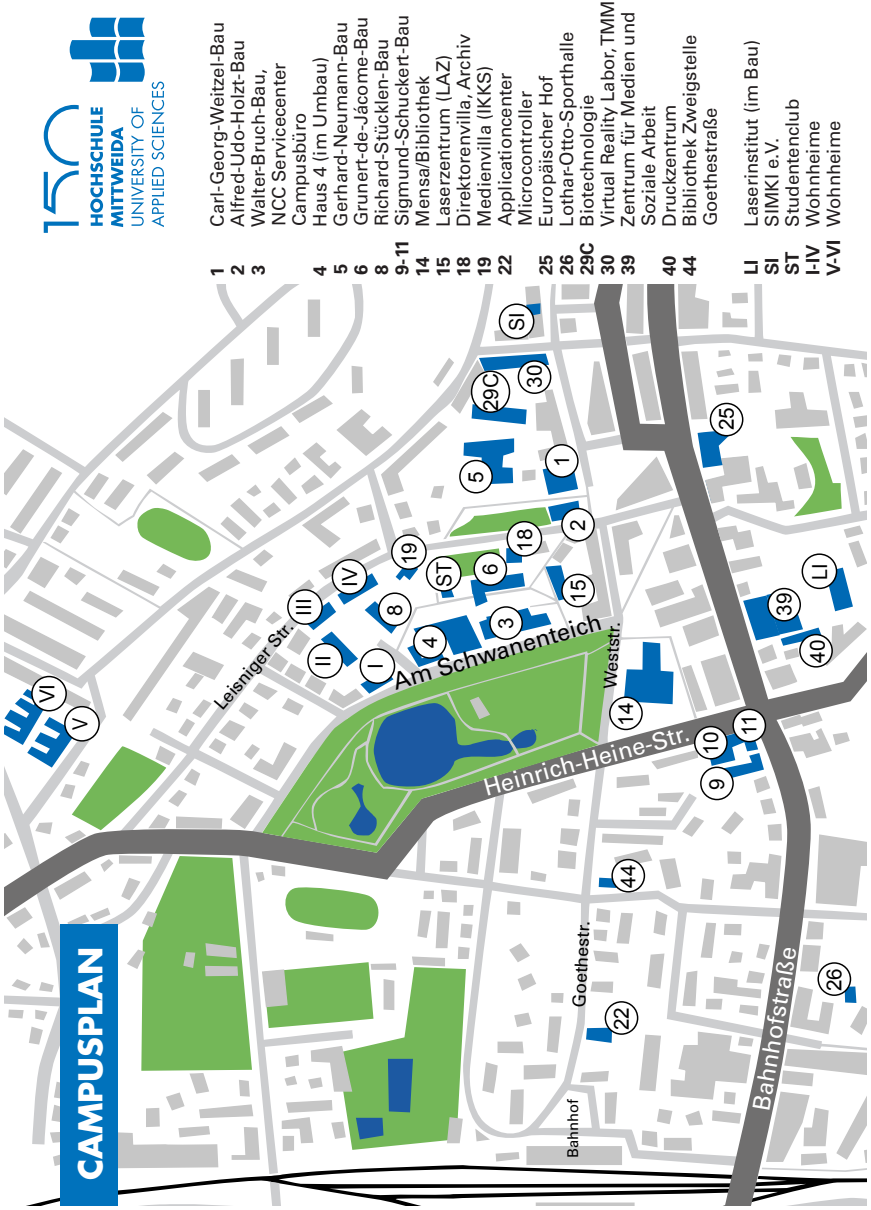 CAMPUSPLAN
150
HOCHSCHULE
MITTWEIDA
UNIVERSITY OF
APPLIED SCIENCES
1 Carl-Georg-Weitzel-Bau
2 Alfred-Udo-Holzt-Bau
3 Walter-Bruch-Bau,
NCC Servicecenter
Campusbüro
4 Haus 4 (im Umbau)
5 Gerhard-Neumann-Bau
6 Grunert-de-Jácome-Bau
8 Richard-Stücklen-Bau
9-11 Sigmund-Schuckert-Bau
14 Mensa/Bibliothek
15 Laserzentrum (LAZ)
18 Direktorenvilla, Archiv
19 Medienvilla (IKKS)
22 Applicationcenter
Microcontroller
25 Europäischer Hof
26 Lothar-Otto-Sporthalle
29C Biotechnologie
30 Virtual Reality Labor, TMM
39 Zentrum für Medien und
Soziale Arbeit
40 Druckzentrum
44 Bibliothek Zweigstelle
Goethestraße
LI Laserinstitut (im Bau)
SI SIMKI e.V.
ST Studentenclub
I-IV Wohnheime
V-VI Wohnheime
VI
V
Leisniger Str.
III
IV
II
I
19
8
ST
4
6
18
3
Am Schwanenteich
5
29C
30
SI
1
2
15
Weststr.
14
Heinrich-Heine-Str.
10
11
9
25
LI
39
40
44
Goethestr.
22
Bahnhof
Bahnhofstraße
26